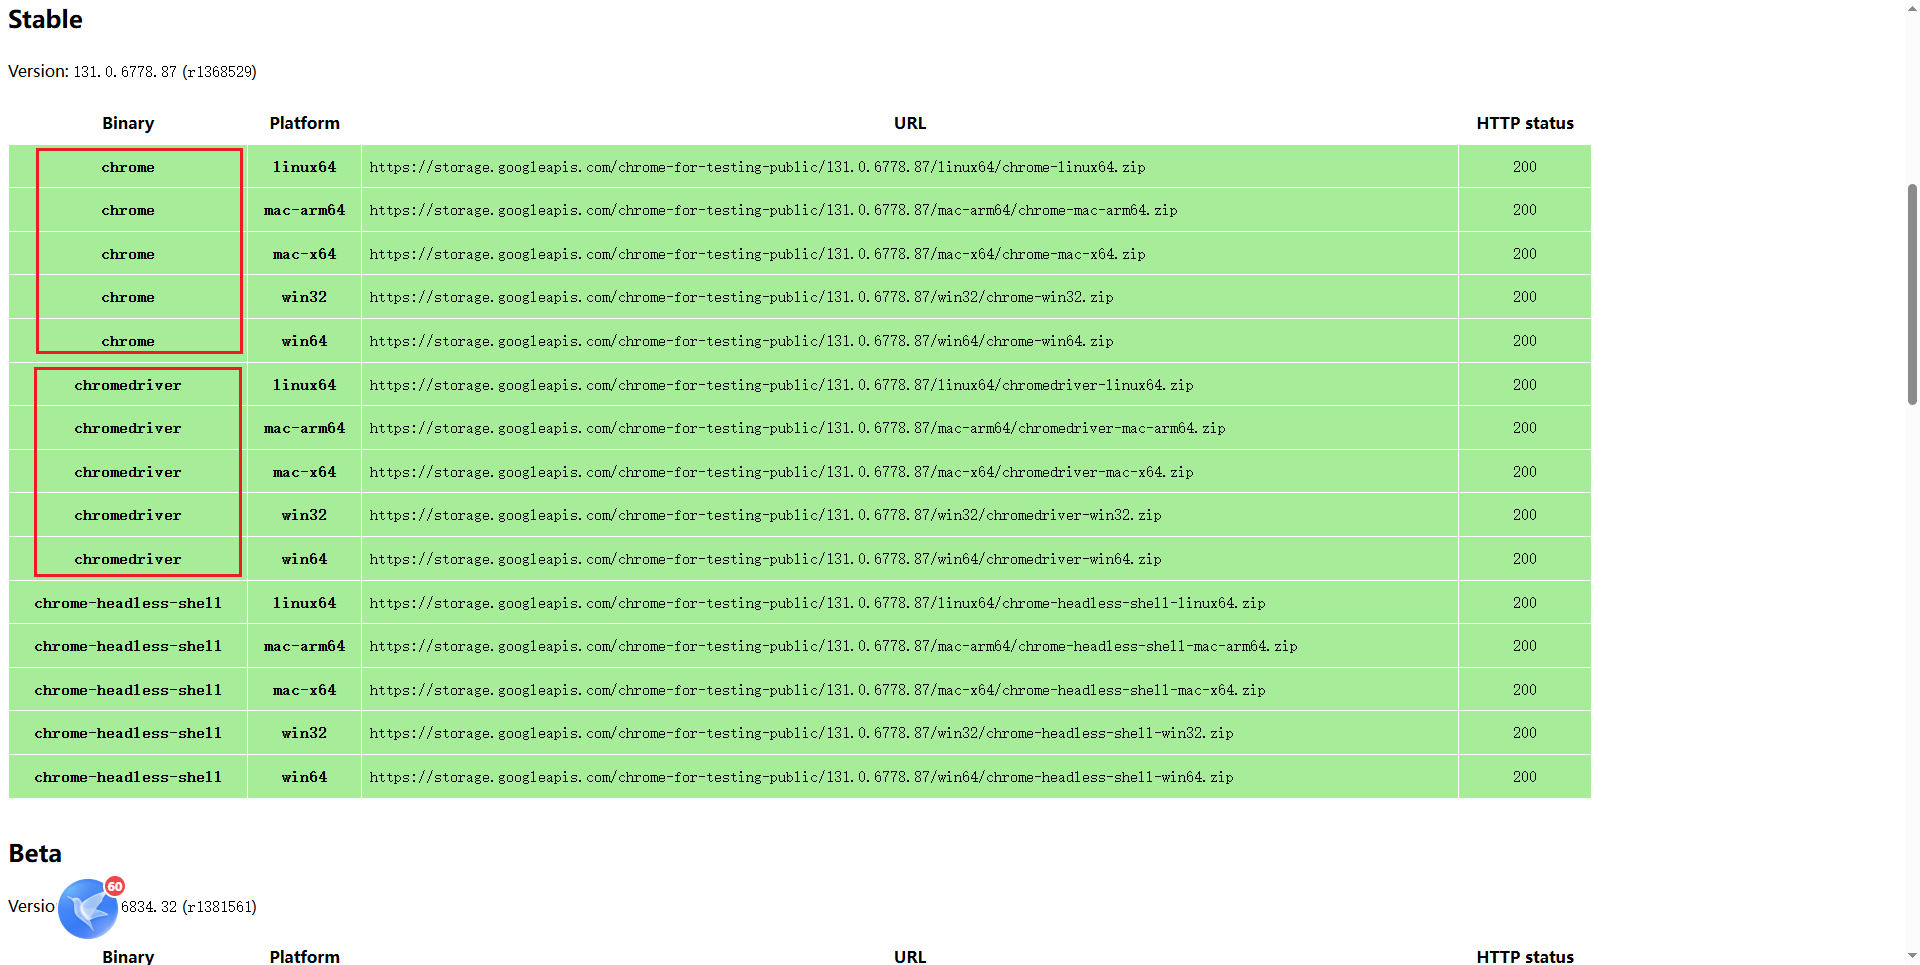 Stable
Version: 131.0.6778.87 (r1368529)
Binary Platform URL HTTP status
chrome linux64 https://storage.googleapis.com/chrome-for-testing-public/131.0.6778.87/linux64/chrome-linux64.zip 200
chrome mac-arm64 https://storage.googleapis.com/chrome-for-testing-public/131.0.6778.87/mac-arm64/chrome-mac-arm64.zip 200
chrome mac-x64 https://storage.googleapis.com/chrome-for-testing-public/131.0.6778.87/mac-x64/chrome-mac-x64.zip 200
chrome win32 https://storage.googleapis.com/chrome-for-testing-public/131.0.6778.87/win32/chrome-win32.zip 200
chrome win64 https://storage.googleapis.com/chrome-for-testing-public/131.0.6778.87/win64/chrome-win64.zip 200
chromedriver linux64 https://storage.googleapis.com/chrome-for-testing-public/131.0.6778.87/linux64/chromedriver-linux64.zip 200
chromedriver mac-arm64 https://storage.googleapis.com/chrome-for-testing-public/131.0.6778.87/mac-arm64/chromedriver-mac-arm64.zip 200
chromedriver mac-x64 https://storage.googleapis.com/chrome-for-testing-public/131.0.6778.87/mac-x64/chromedriver-mac-x64.zip 200
chromedriver win32 https://storage.googleapis.com/chrome-for-testing-public/131.0.6778.87/win32/chromedriver-win32.zip 200
chromedriver win64 https://storage.googleapis.com/chrome-for-testing-public/131.0.6778.87/win64/chromedriver-win64.zip 200
chrome-headless-shell linux64 https://storage.googleapis.com/chrome-for-testing-public/131.0.6778.87/linux64/chrome-headless-shell-linux64.zip 200
chrome-headless-shell mac-arm64 https://storage.googleapis.com/chrome-for-testing-public/131.0.6778.87/mac-arm64/chrome-headless-shell-mac-arm64.zip 200
chrome-headless-shell mac-x64 https://storage.googleapis.com/chrome-for-testing-public/131.0.6778.87/mac-x64/chrome-headless-shell-mac-x64.zip 200
chrome-headless-shell win32 https://storage.googleapis.com/chrome-for-testing-public/131.0.6778.87/win32/chrome-headless-shell-win32.zip 200
chrome-headless-shell win64 https://storage.googleapis.com/chrome-for-testing-public/131.0.6778.87/win64/chrome-headless-shell-win64.zip 200
Beta
60
Versio 6834.32 (r1381561)
Binary Platform URL HTTP status